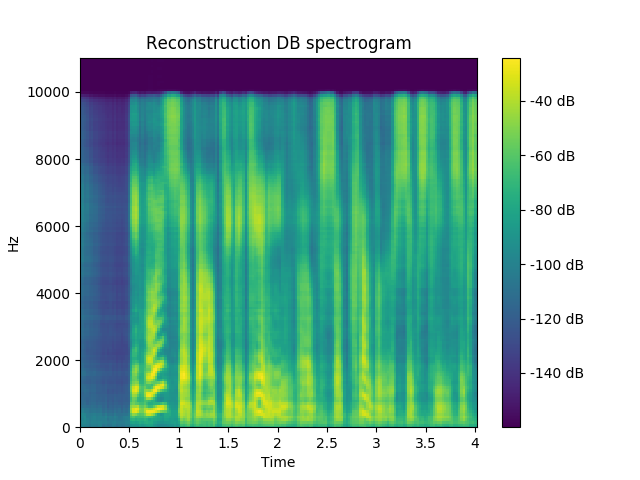 Reconstruction DB spectrogram
Hz
10000
8000
6000
4000
2000
0
0 0.5 1 1.5 2 2.5 3 3.5 4
Time
-40 dB
-60 dB
-80 dB
-100 dB
-120 dB
-140 dB